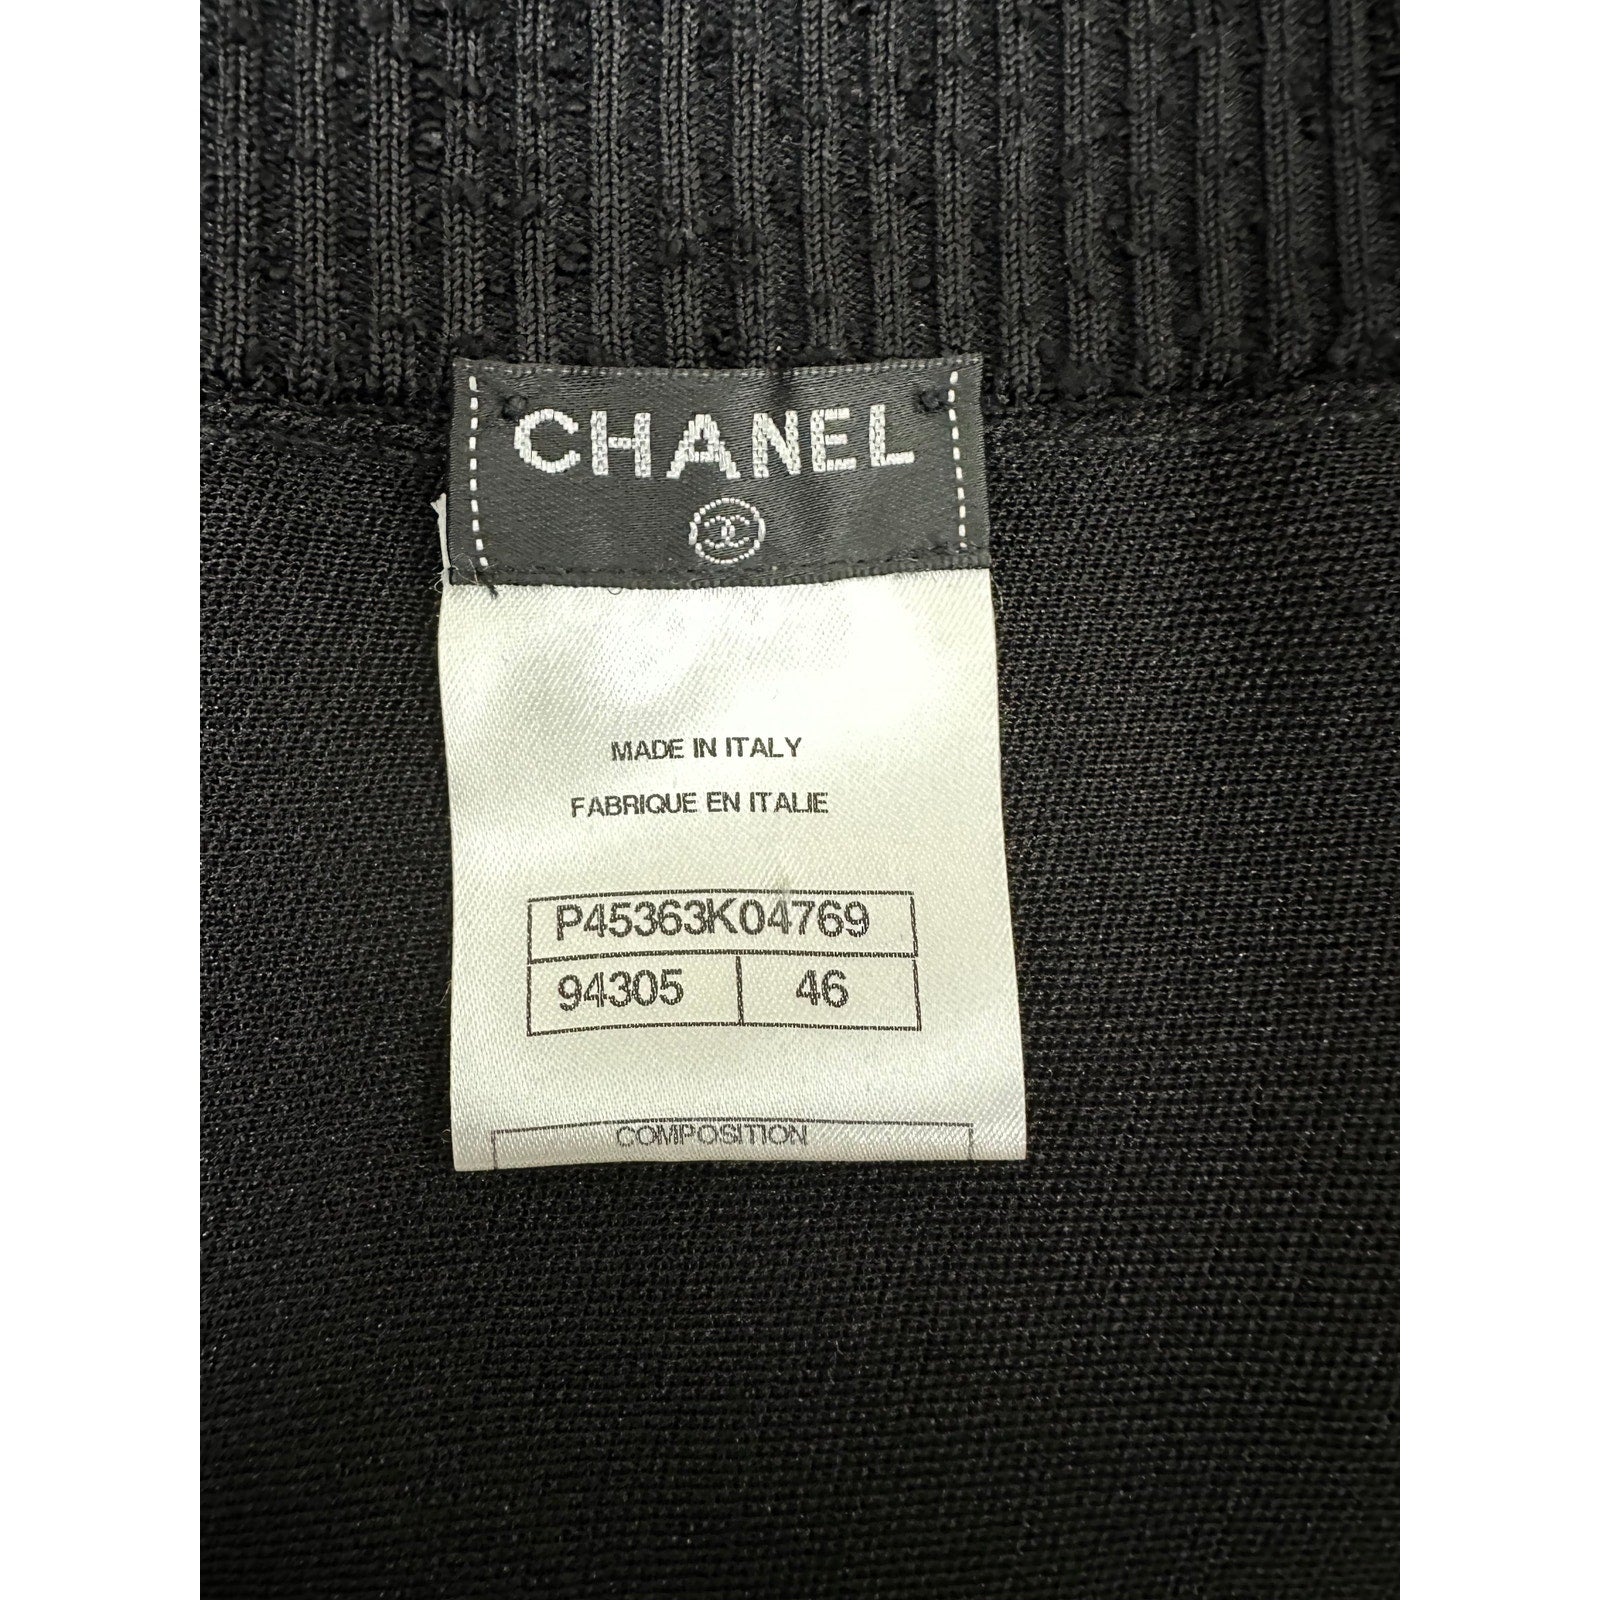 CHANEL
MADE IN ITALY
FABRIQUE EN ITALIE
P45363K04769
94305 46
COMPOSITION